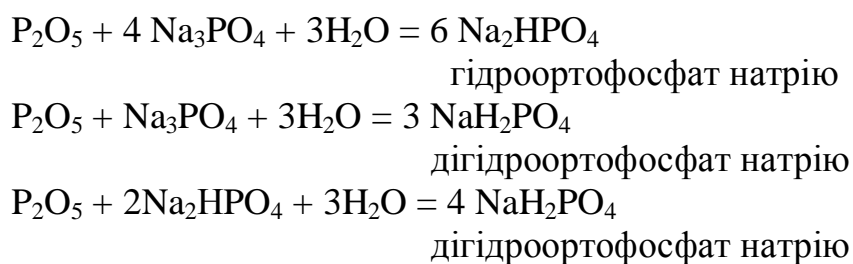 P₂O₅ + 4 Na₃PO₄ + 3H₂O = 6 Na₂HPO₄
гідроортофосфат натрію
P₂O₅ + Na₃PO₄ + 3H₂O = 3 NaH₂PO₄
дігідроортофосфат натрію
P₂O₅ + 2Na₂HPO₄ + 3H₂O = 4 NaH₂PO₄
дігідроортофосфат натрію